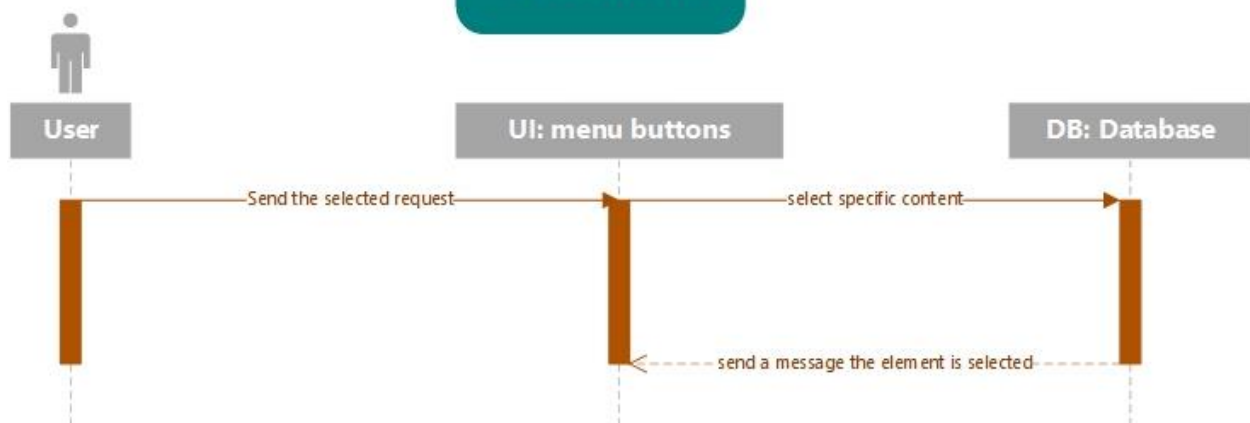 User
UI: menu buttons
DB: Database
Send the selected request
select specific content
send a message the element is selected